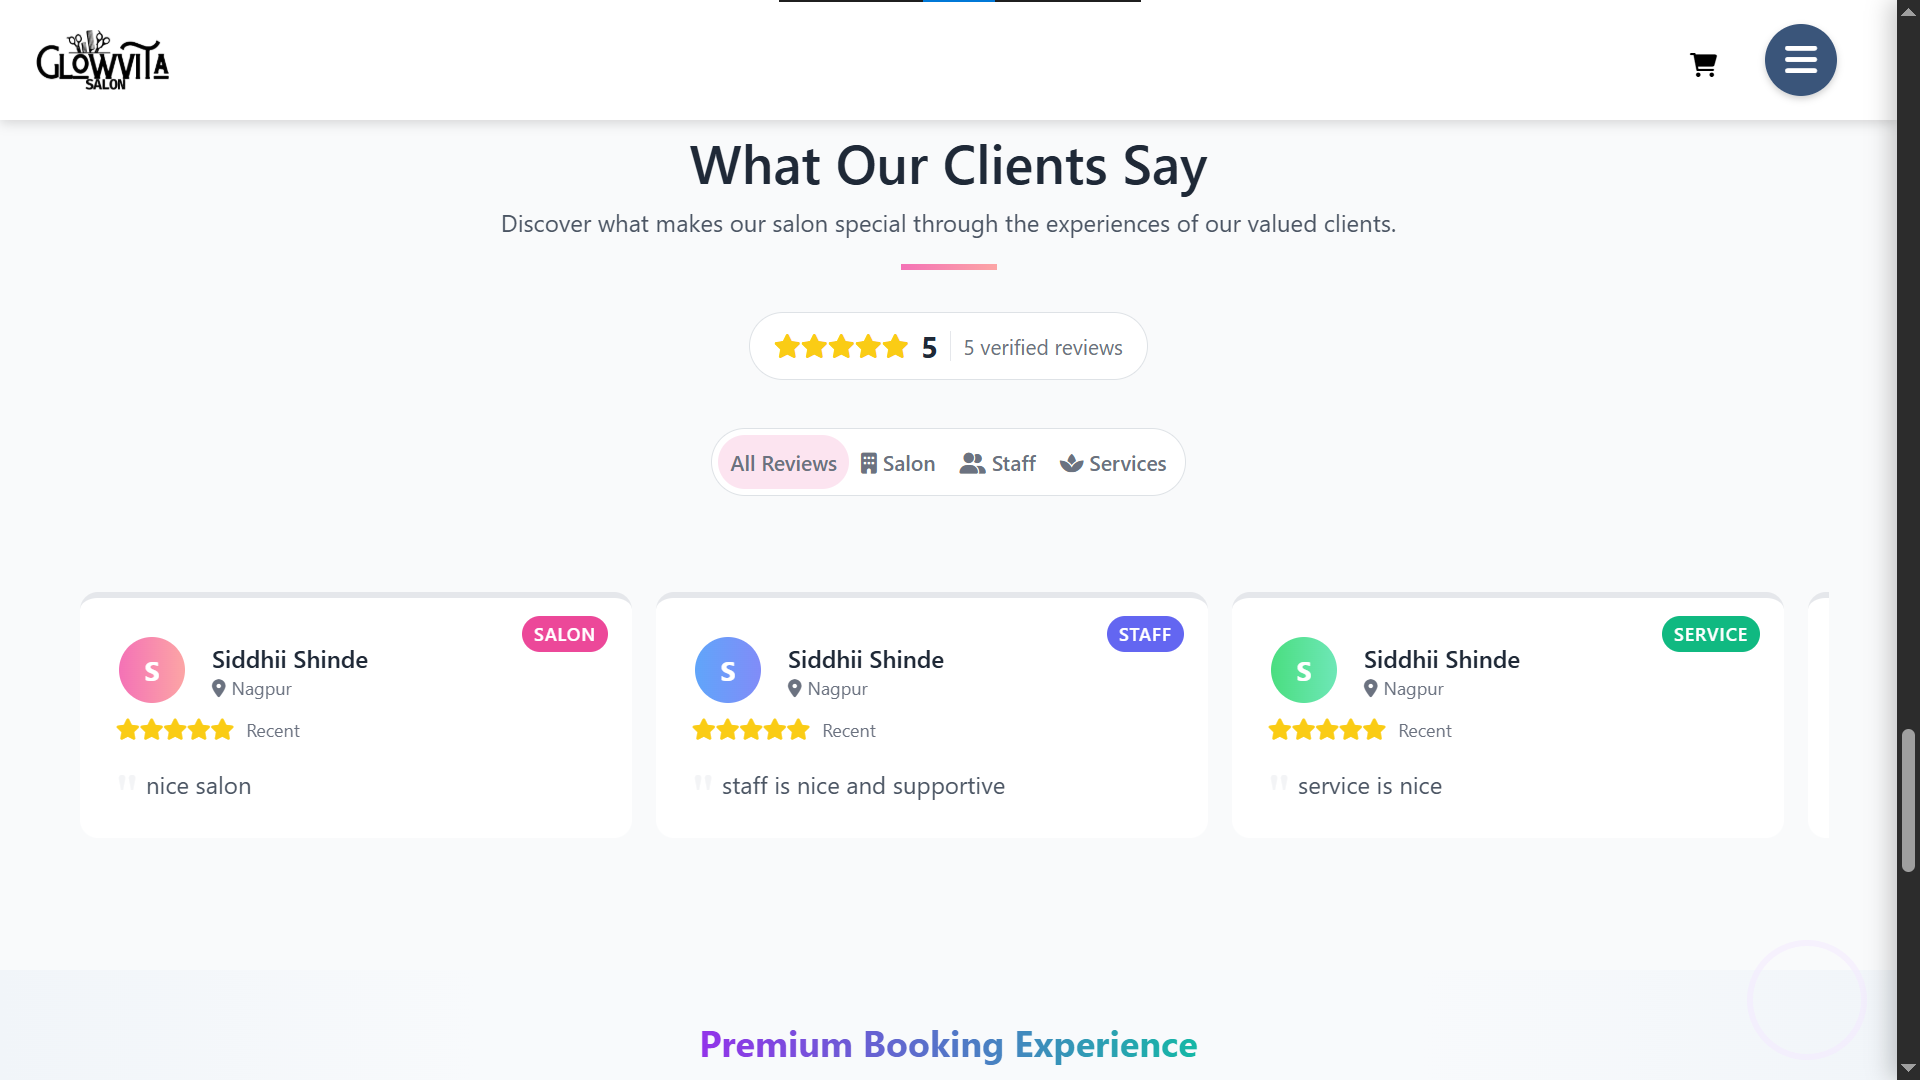 GLOWVITA
SALON
What Our Clients Say
Discover what makes our salon special through the experiences of our valued clients.
5
5 verified reviews
All Reviews
Salon
Staff
Services
SALON
S
Siddhii Shinde
Nagpur
Recent
" nice salon
STAFF
S
Siddhii Shinde
Nagpur
Recent
" staff is nice and supportive
SERVICE
S
Siddhii Shinde
Nagpur
Recent
" service is nice
Premium Booking Experience